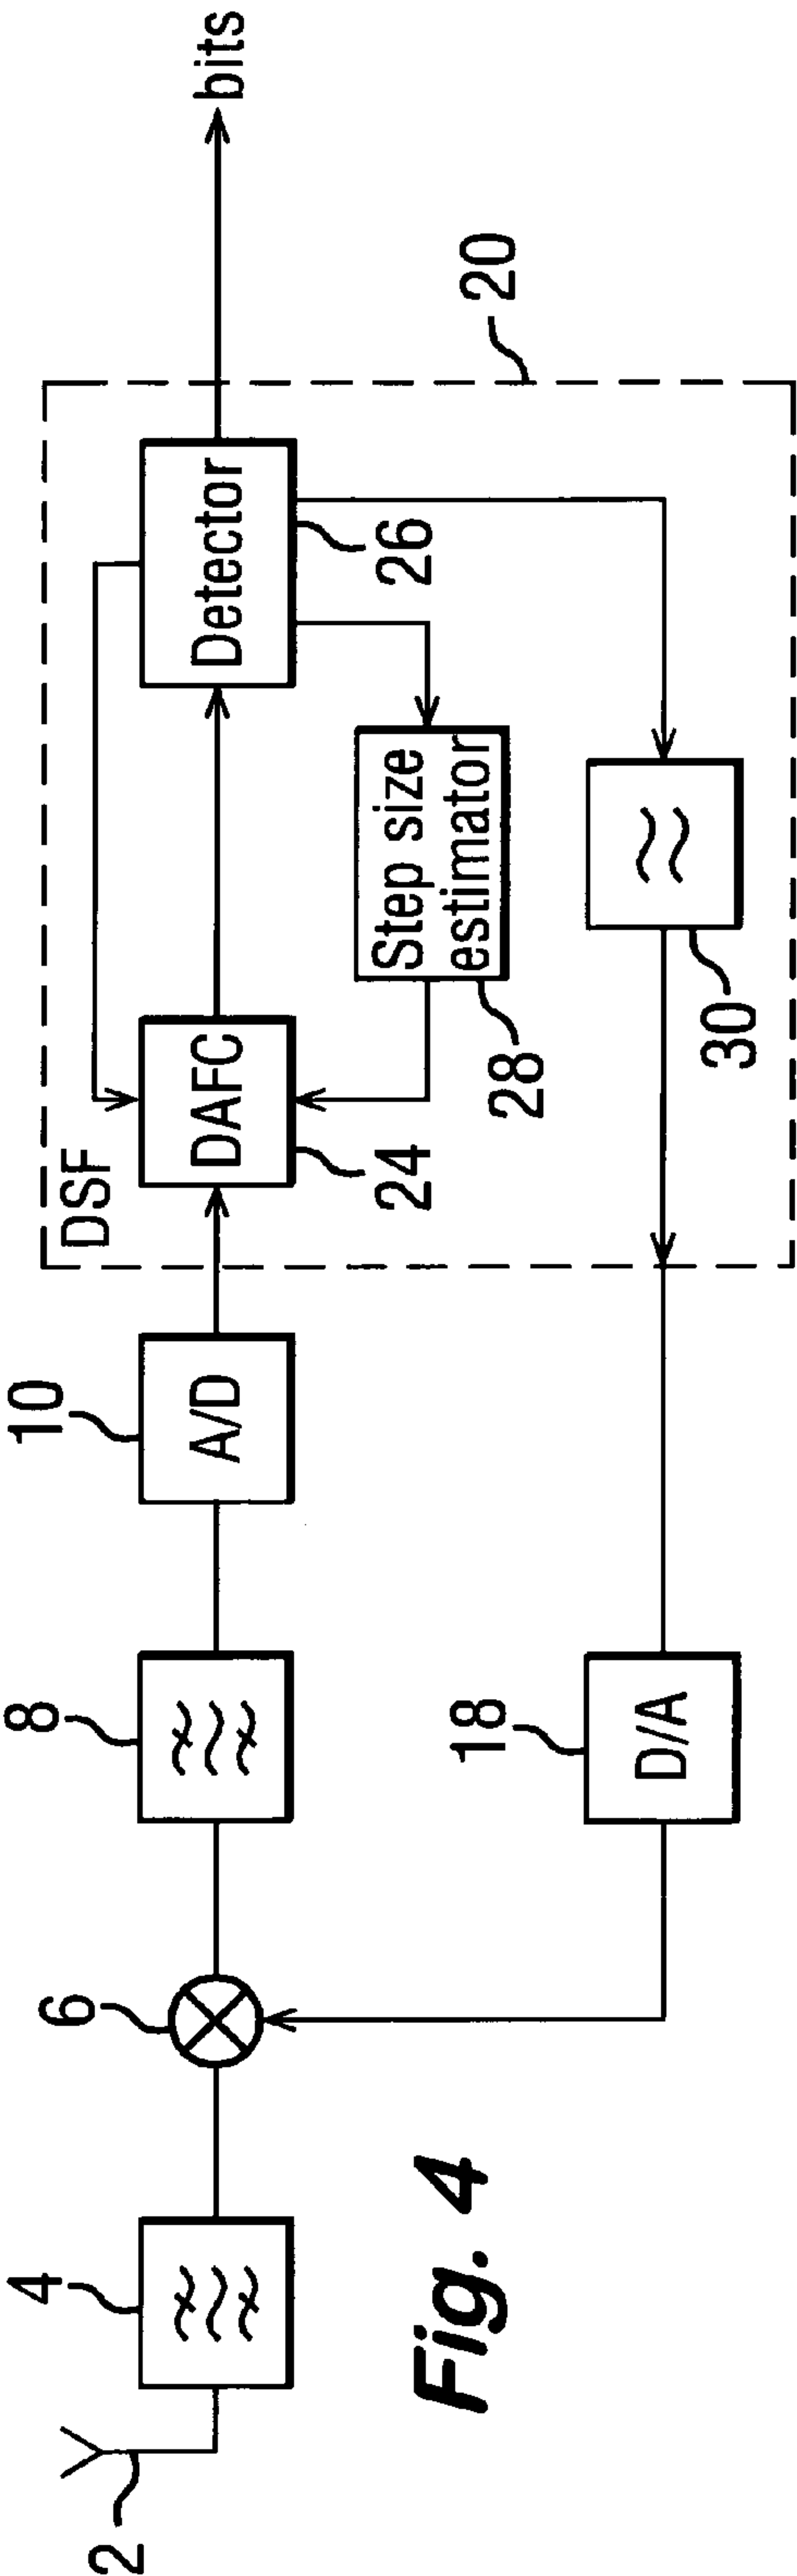 2
4
6
8
10
A/D
DSF
DAFC
24
Detector
26
bits
20
Step size
estimator
28
30
18
D/A
Fig. 4